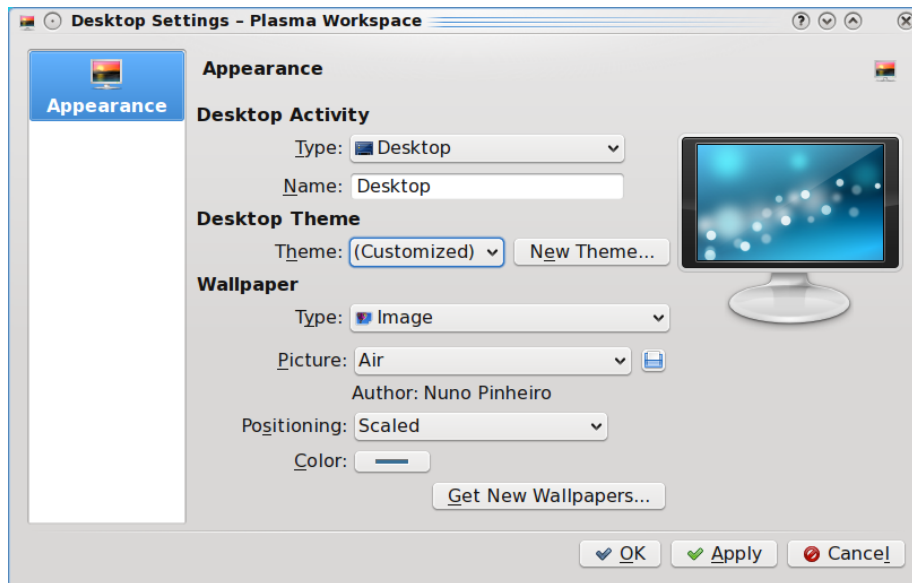 Desktop Settings – Plasma Workspace
Appearance
Appearance
Desktop Activity
Type: Desktop
Name: Desktop
Desktop Theme
Theme: (Customized) New Theme...
Wallpaper
Type: Image
Picture: Air
Author: Nuno Pinheiro
Positioning: Scaled
Color:
Get New Wallpapers...
OK Apply Cancel